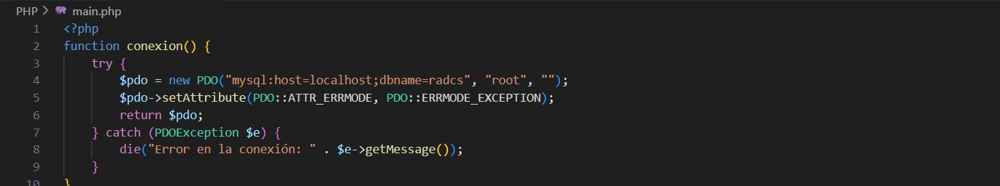 PHP > main.php
1 <?php
2 function conexion() {
3     try {
4         $pdo = new PDO("mysql:host=localhost;dbname=radcs", "root", "");
5         $pdo->setAttribute(PDO::ATTR_ERRMODE, PDO::ERRMODE_EXCEPTION);
6         return $pdo;
7     } catch (PDOException $e) {
8         die("Error en la conexión: " . $e->getMessage());
9     }
10 }